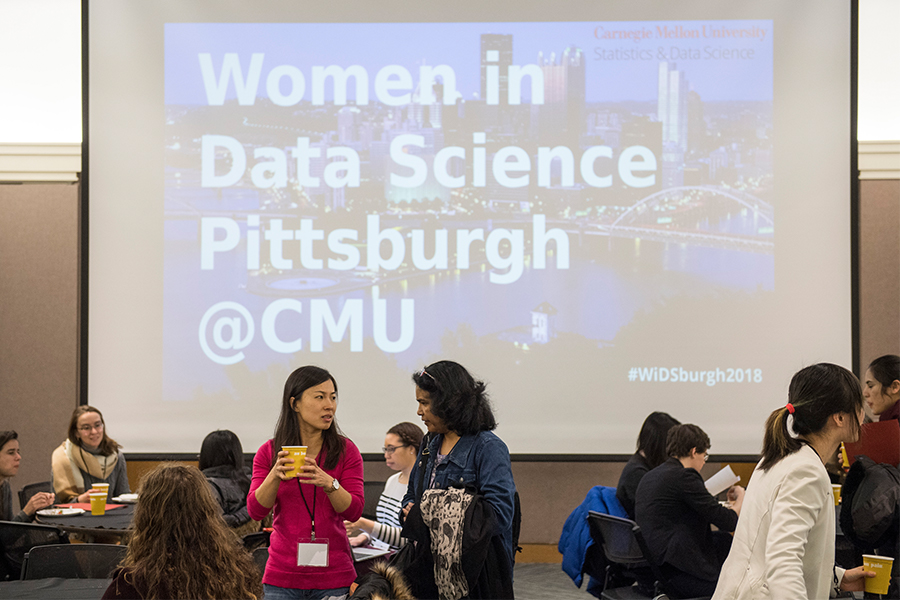 Carnegie Mellon University
Statistics & Data Science
Women in
Data Science
Pittsburgh
@CMU
#WiDSburgh2018